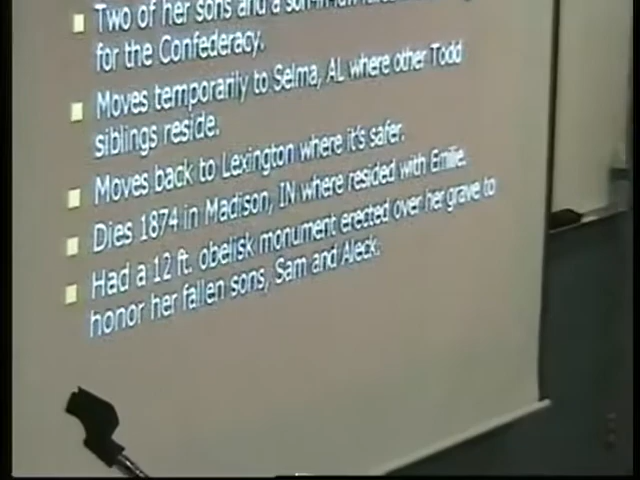 Two of her sons and a son-in-law
for the Confederacy.
Moves temporarily to Selma, AL where other Todd
siblings reside.
Moves back to Lexington where it's safer.
Dies 1874 in Madison, IN where resided with Emilie.
Had a 12 ft. obelisk monument erected over her grave to
honor her fallen sons, Sam and Aleck.